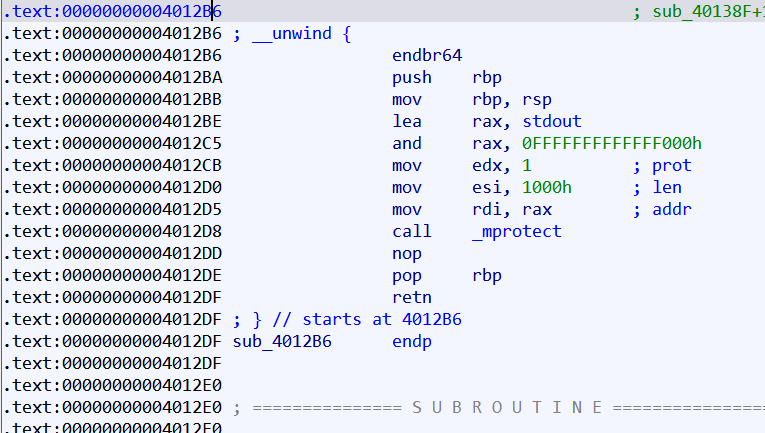 .text:00000000004012B6 ; sub_40138F+
.text:00000000004012B6 ; __unwind {
.text:00000000004012B6 endbr64
.text:00000000004012BA push rbp
.text:00000000004012BB mov rbp, rsp
.text:00000000004012BE lea rax, stdout
.text:00000000004012C5 and rax, 0FFFFFFFFFFFFF000h
.text:00000000004012CB mov edx, 1 ; prot
.text:00000000004012D0 mov esi, 1000h ; len
.text:00000000004012D5 mov rdi, rax ; addr
.text:00000000004012D8 call _mprotect
.text:00000000004012DD nop
.text:00000000004012DE pop rbp
.text:00000000004012DF retn
.text:00000000004012DF ; } // starts at 4012B6
.text:00000000004012DF sub_4012B6 endp
.text:00000000004012DF
.text:00000000004012E0
.text:00000000004012E0 ; =============== S U B R O U T I N E ================
.text:00000000004012E0